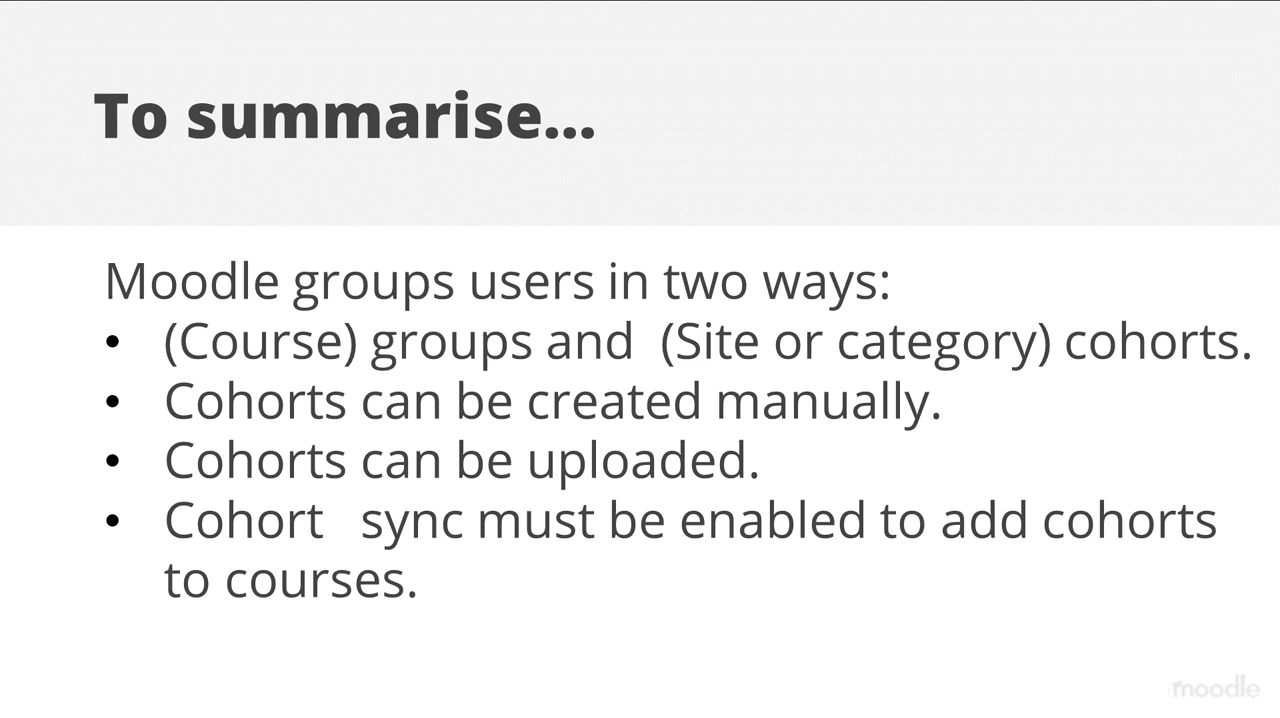 To summarise...
Moodle groups users in two ways:
• (Course) groups and  (Site or category) cohorts.
• Cohorts can be created manually.
• Cohorts can be uploaded.
• Cohort   sync must be enabled to add cohorts
to courses.
moodle